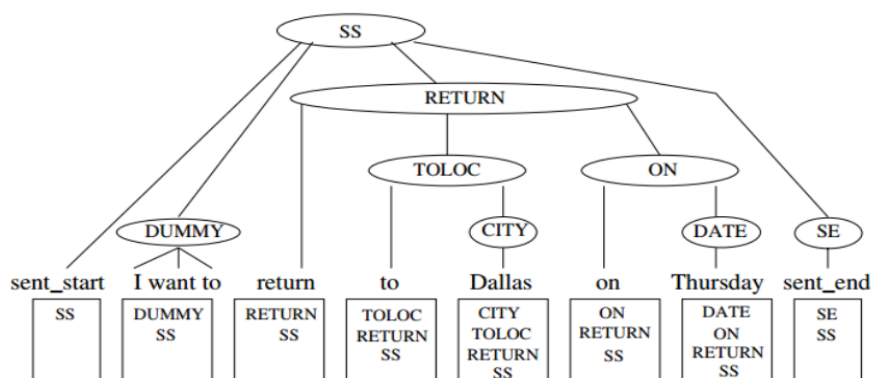 SS
RETURN
TOLOC ON
DUMMY CITY DATE SE
sent_start I want to return to Dallas on Thursday sent_end
SS DUMMY RETURN TOLOC CITY ON DATE SE
SS SS RETURN TOLOC RETURN ON SS
SS RETURN SS RETURN
SS SS